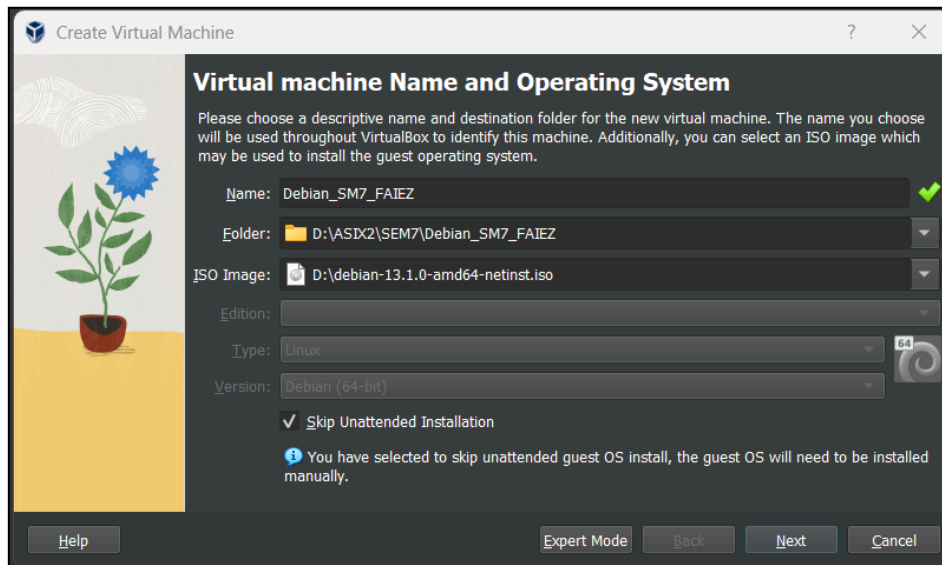 Create Virtual Machine
?
Virtual machine Name and Operating System
Please choose a descriptive name and destination folder for the new virtual machine. The name you choose
will be used throughout VirtualBox to identify this machine. Additionally, you can select an ISO image which
may be used to install the guest operating system.
Name: Debian_SM7_FAIEZ
Folder: D:\ASIX2\SEM7\Debian_SM7_FAIEZ
ISO Image: D:\debian-13.1.0-amd64-netinst.iso
Edition:
Type: Linux
64
Version: Debian (64-bit)
Skip Unattended Installation
You have selected to skip unattended guest OS install, the guest OS will need to be installed
manually.
Help Expert Mode Back Next Cancel